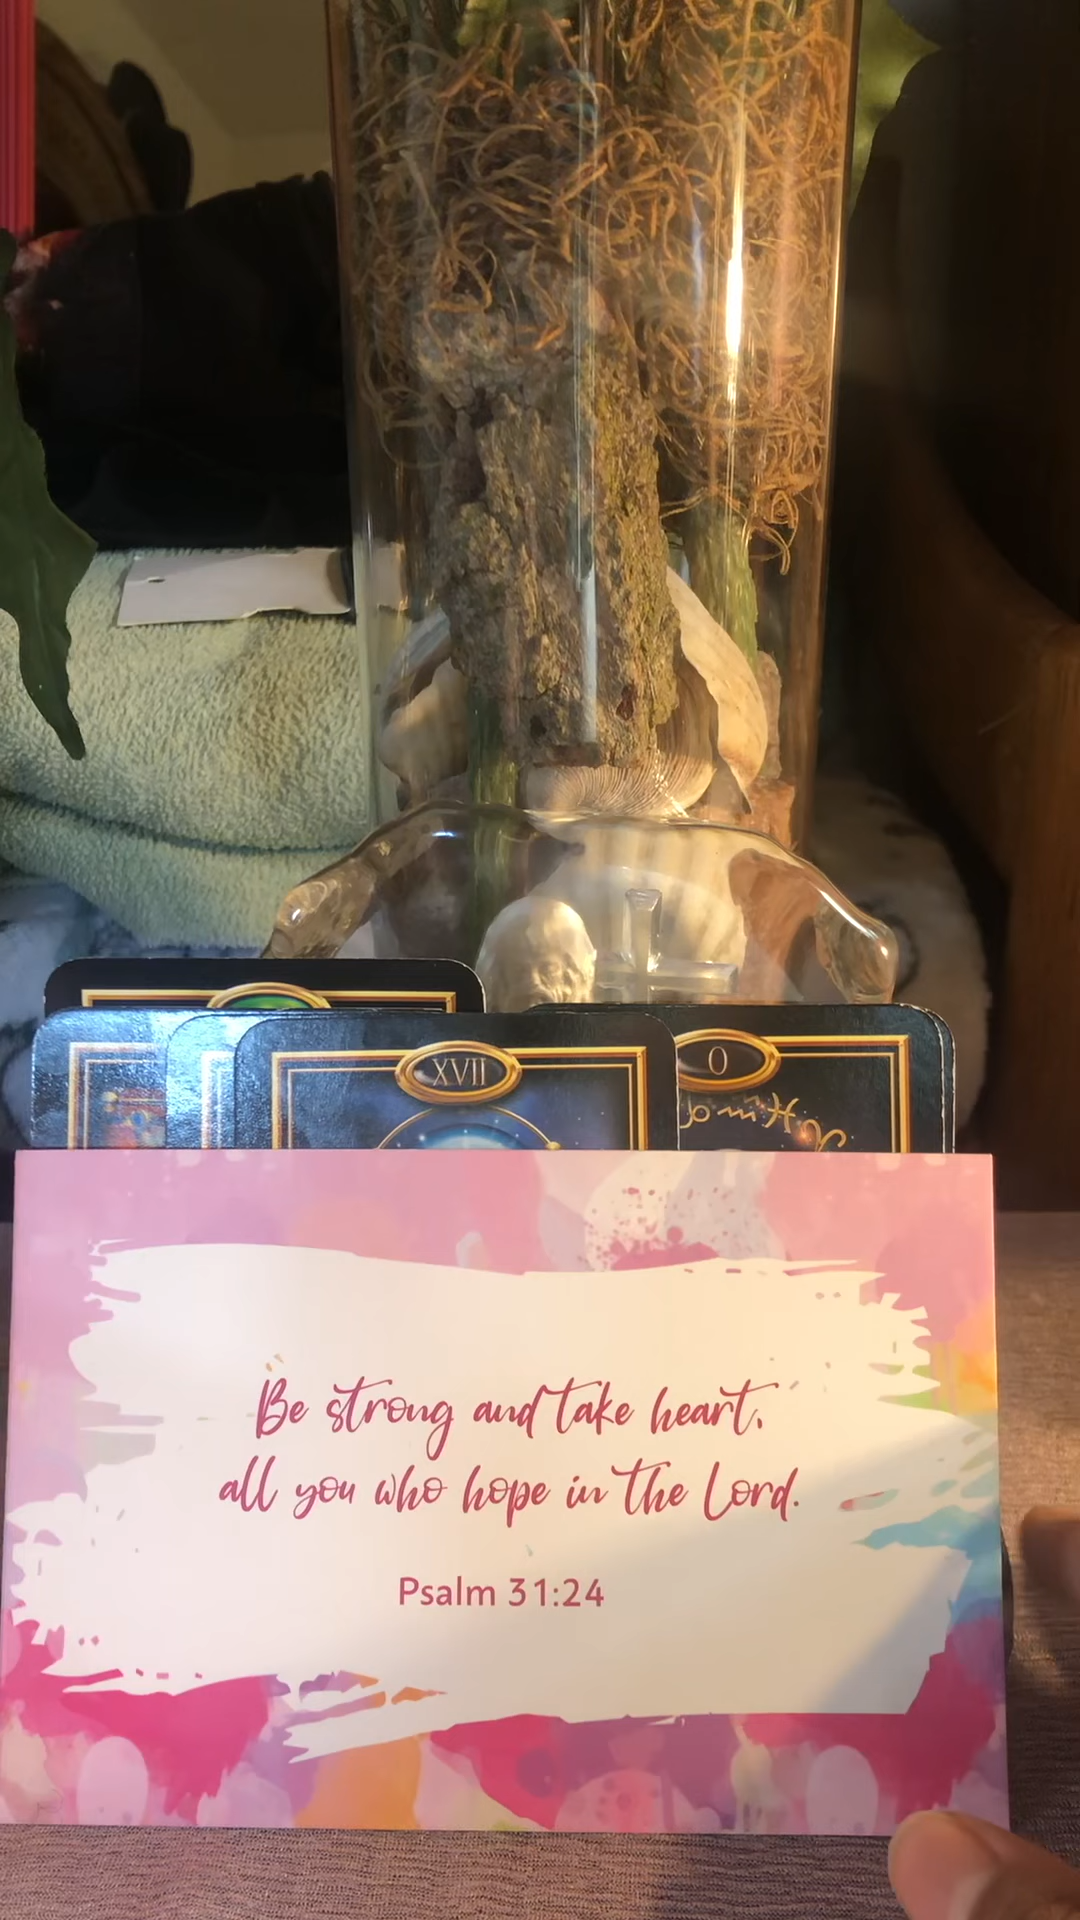 XVII
0
Be strong and take heart,
all you who hope in the Lord.
Psalm 31:24